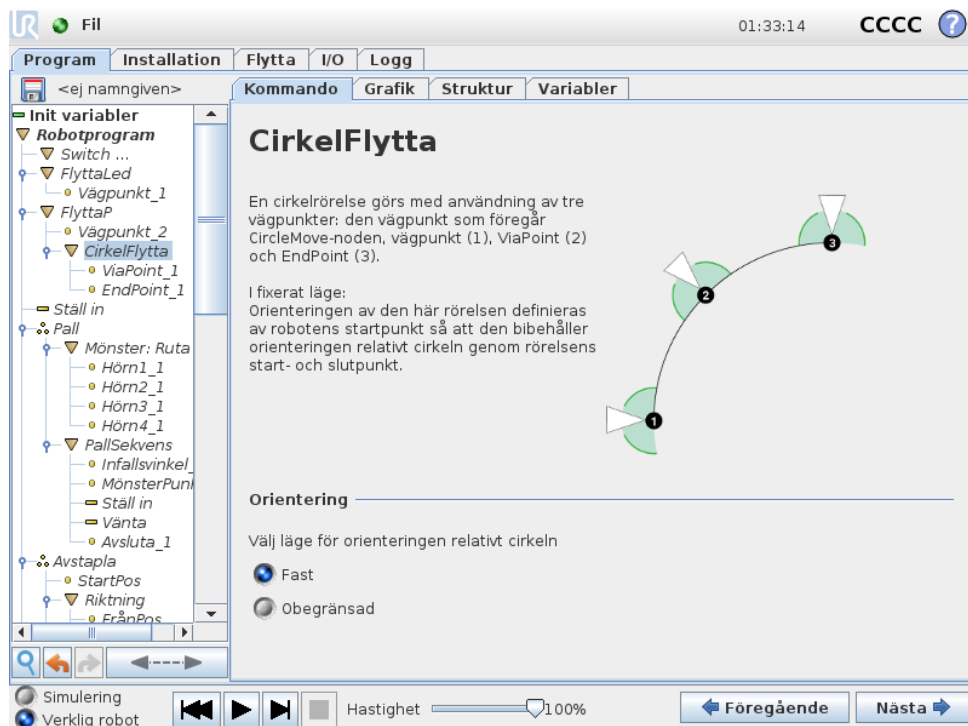 UR Fil 01:33:14 CCCC ?
Program Installation Flytta I/O Logg
<ej namngiven>
Kommando Grafik Struktur Variabler
Init variabler
Robotprogram
Switch ...
FlyttaLed
Vägpunkt_1
FlyttaP
Vägpunkt_2
CirkelFlytta
ViaPoint_1
EndPoint_1
Ställ in
Pall
Mönster: Ruta
Hörn1_1
Hörn2_1
Hörn3_1
Hörn4_1
PallSekvens
Infallsvinkel_
MönsterPunl
Ställ in
Vänta
Avsluta_1
Avstapla
StartPos
Riktning
FrånPos
CirkelFlytta
En cirkelrörelse görs med användning av tre
vägpunkter: den vägpunkt som föregår
CircleMove-noden, vägpunkt (1), ViaPoint (2)
och EndPoint (3).
I fixerat läge:
Orienteringen av den här rörelsen definieras
av robotens startpunkt så att den bibehåller
orienteringen relativt cirkeln genom rörelsens
start- och slutpunkt.
3
2
1
Orientering
Välj läge för orienteringen relativt cirkeln
Fast
Obegränsad
Simulering
Verklig robot
Hastighet 100%
Föregående
Nästa